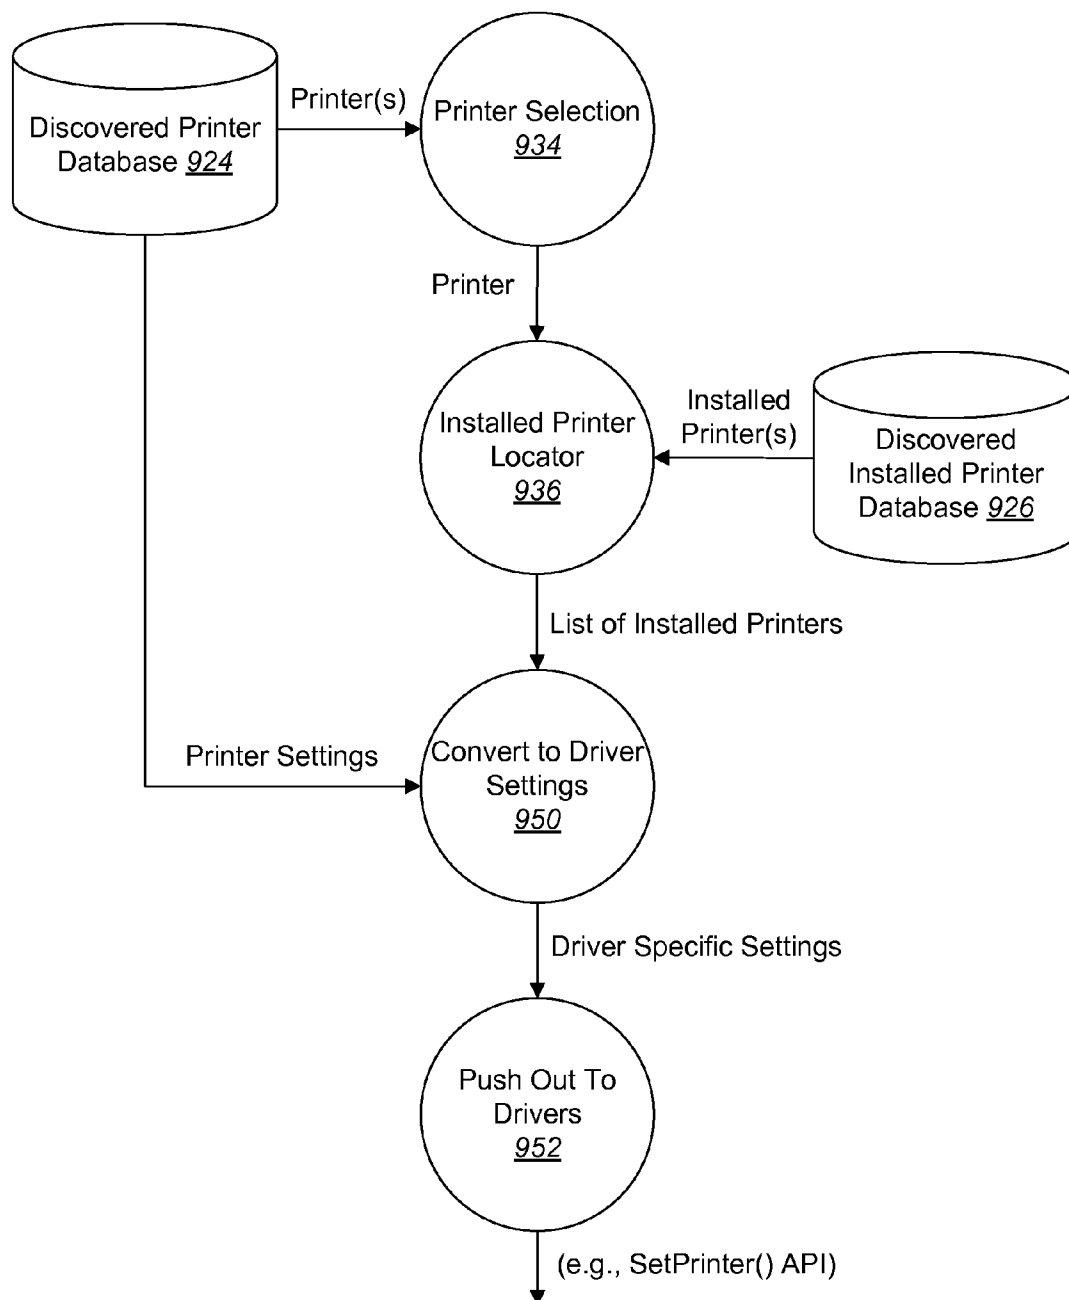 Printer(s)
Discovered Printer
Database 924
Printer Selection
934
Printer
Installed Printer
Locator
936
Installed
Printer(s)
Discovered
Installed Printer
Database 926
List of Installed Printers
Printer Settings
Convert to Driver
Settings
950
Driver Specific Settings
Push Out To
Drivers
952
(e.g., SetPrinter() API)